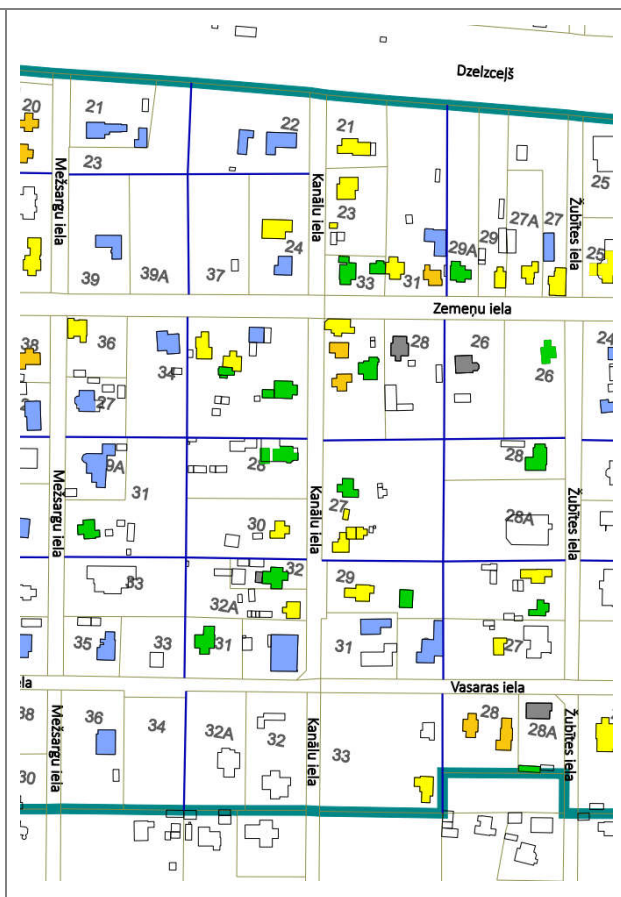 Dzelzceļš
20
21
22
21
25
23
Mežsargu iela
Kanālu iela
23
27A
27
Žubītes iela
29
29A
24
25
39
39A
37
33
31
Zemeņu iela
38
36
34
28
26
24
26
27
9A
31
28
28
Mežsargu iela
Kanālu iela
27
Žubītes iela
30
28A
33
32
29
32A
35
33
31
31
27
ela
Vasaras iela
38
36
34
32A
32
33
28
28A
Mežsargu iela
Kanālu iela
Žubītes iela
30